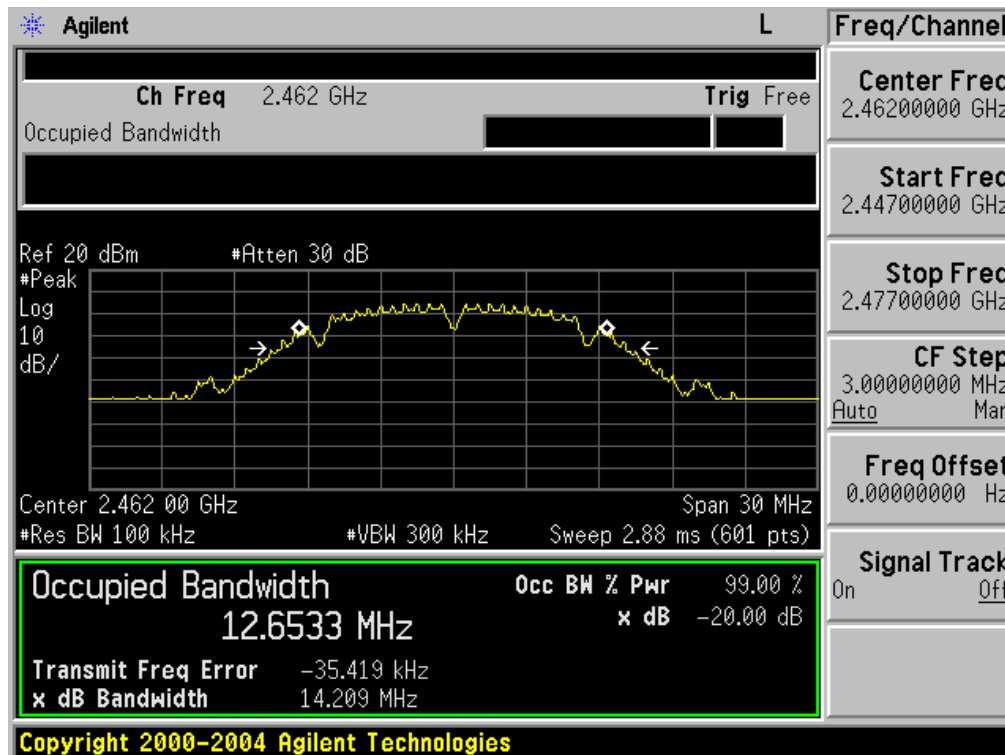 Agilent
L
Freq/Channel
Ch Freq 2.462 GHz Trig Free
Occupied Bandwidth
Center Freq
2.46200000 GHz
Start Freq
2.44700000 GHz
Stop Freq
2.47700000 GHz
CF Step
3.00000000 MHz
Auto Man
Freq Offset
0.00000000 Hz
Signal Track
On Off
Ref 20 dBm #Atten 30 dB
#Peak
Log
10
dB/
Center 2.462 00 GHz Span 30 MHz
#Res BW 100 kHz #VBW 300 kHz Sweep 2.88 ms (601 pts)
Occupied Bandwidth
12.6533 MHz
Occ BW % Pwr 99.00 %
x dB -20.00 dB
Transmit Freq Error -35.419 kHz
x dB Bandwidth 14.209 MHz
Copyright 2000-2004 Agilent Technologies